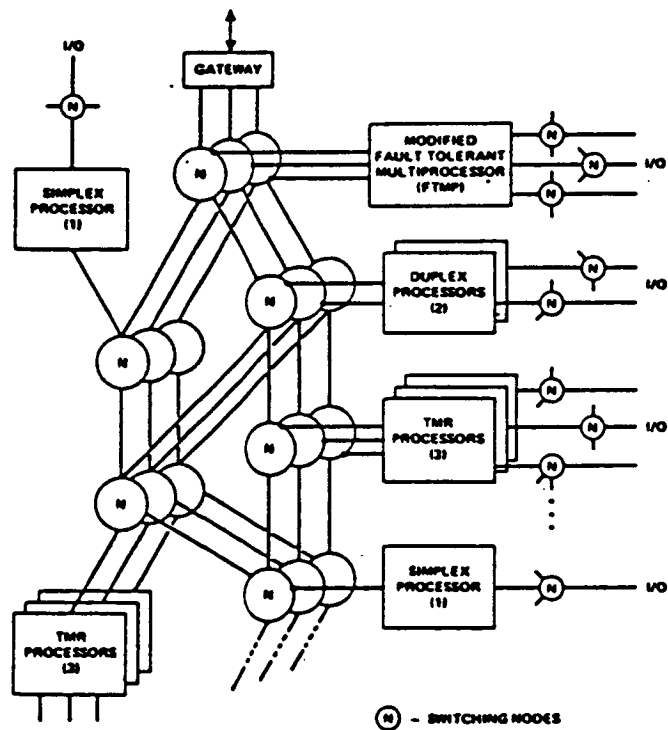 I/O
GATEWAY
N
SIMPLEX
PROCESSOR
(1)
N
MODIFIED
FAULT TOLERANT
MULTIPROCESSOR
(FTMP)
N
N
N
I/O
N
DUPLEX
PROCESSORS
(2)
N
N
I/O
N
N
TMR
PROCESSORS
(3)
N
N
N
I/O
N
N
SIMPLEX
PROCESSOR
(1)
N
I/O
TMR
PROCESSORS
(3)
N - SWITCHING NODES